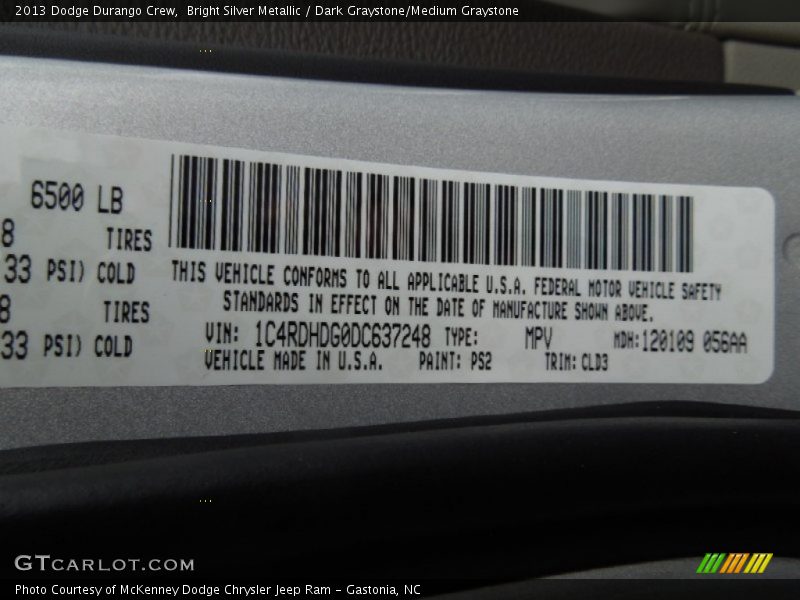 2013 Dodge Durango Crew,  Bright Silver Metallic / Dark Graystone/Medium Graystone
6500 LB
8 TIRES
33 PSI) COLD
8 TIRES
33 PSI) COLD
THIS VEHICLE CONFORMS TO ALL APPLICABLE U.S.A. FEDERAL MOTOR VEHICLE SAFETY
STANDARDS IN EFFECT ON THE DATE OF MANUFACTURE SHOWN ABOVE.
VIN: 1C4RDHDG0DC637248 TYPE: MPV MDH:120109 056AA
VEHICLE MADE IN U.S.A. PAINT: PS2 TRIM: CLD3
GTCARLOT.COM
Photo Courtesy of McKenney Dodge Chrysler Jeep Ram - Gastonia, NC